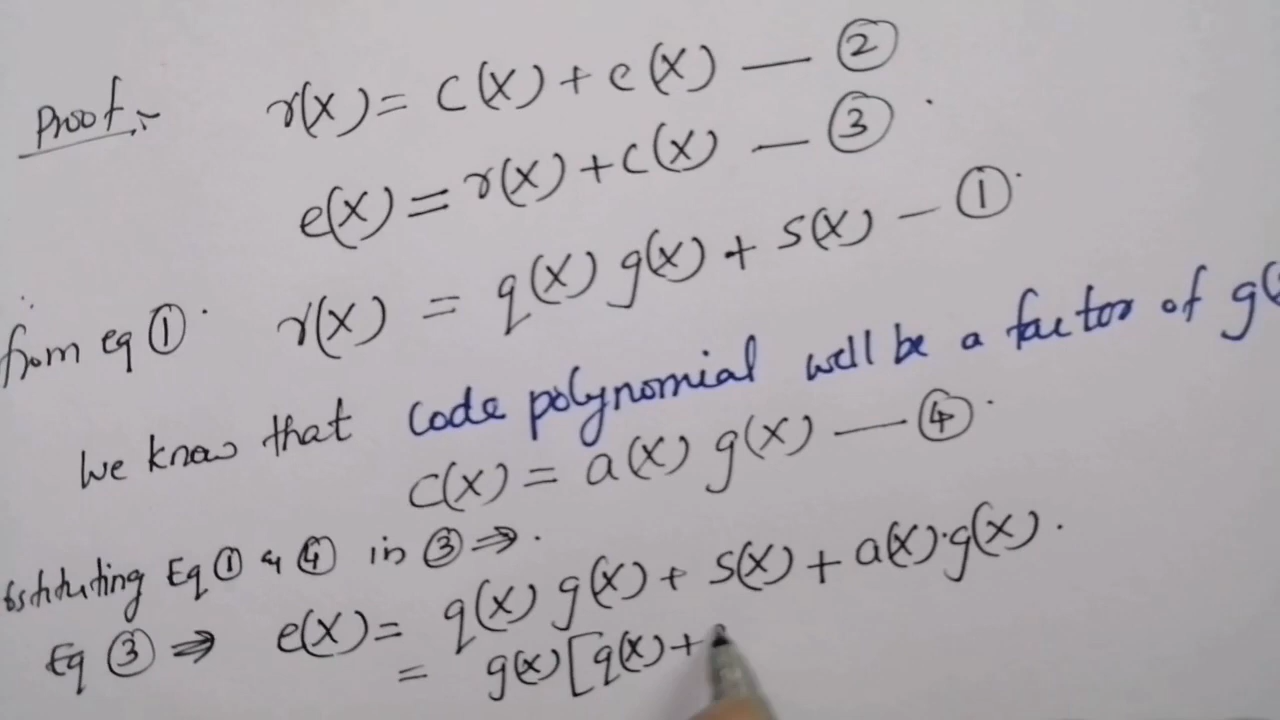 Proof :- r(X) = C(X) + e(X) — ②
e(X) = r(X) + C(X) — ③
from eq ① r(X) = q(X) g(X) + S(X) — ①
We know that code polynomial will be a factor of g(
C(X) = a(X) g(X) — ④
bstituting Eq ① & ④ in ③ ⇒
Eq ③ ⇒ e(X) = q(X) g(X) + S(X) + a(X)·g(X).
= g(X) [q(X) +